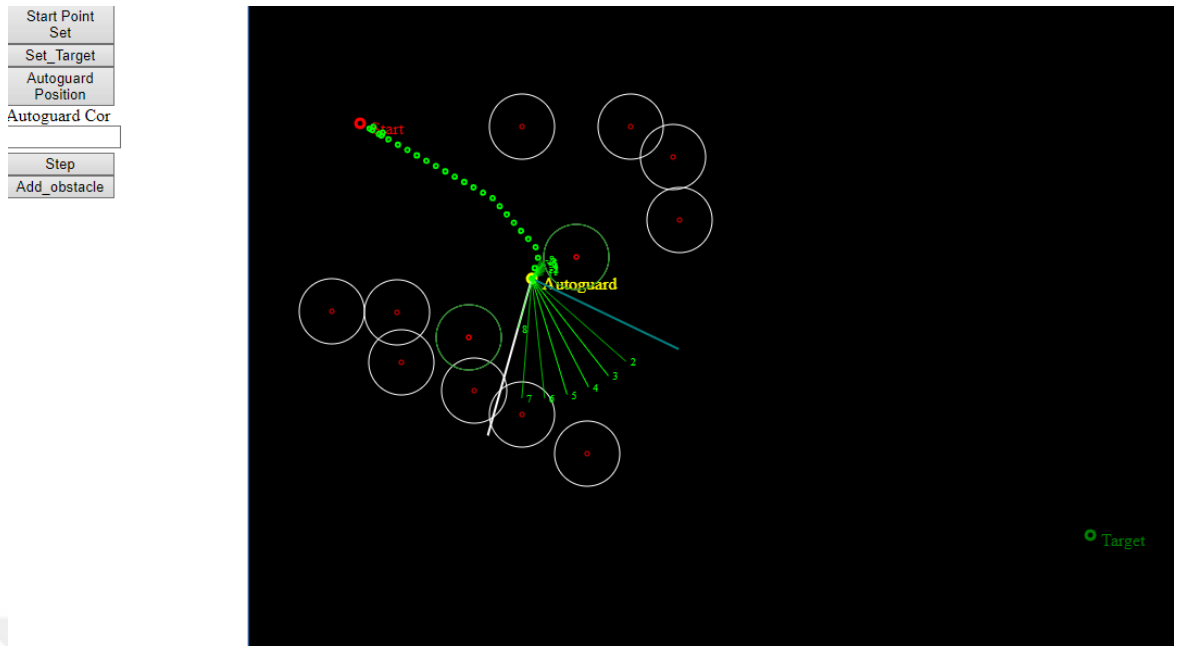 Start Point
Set
Set_Target
Autoguard
Position
Autoguard Cor
Step
Add_obstacle
Start
Autoguard
8
2
3
4
5
6
7
Target